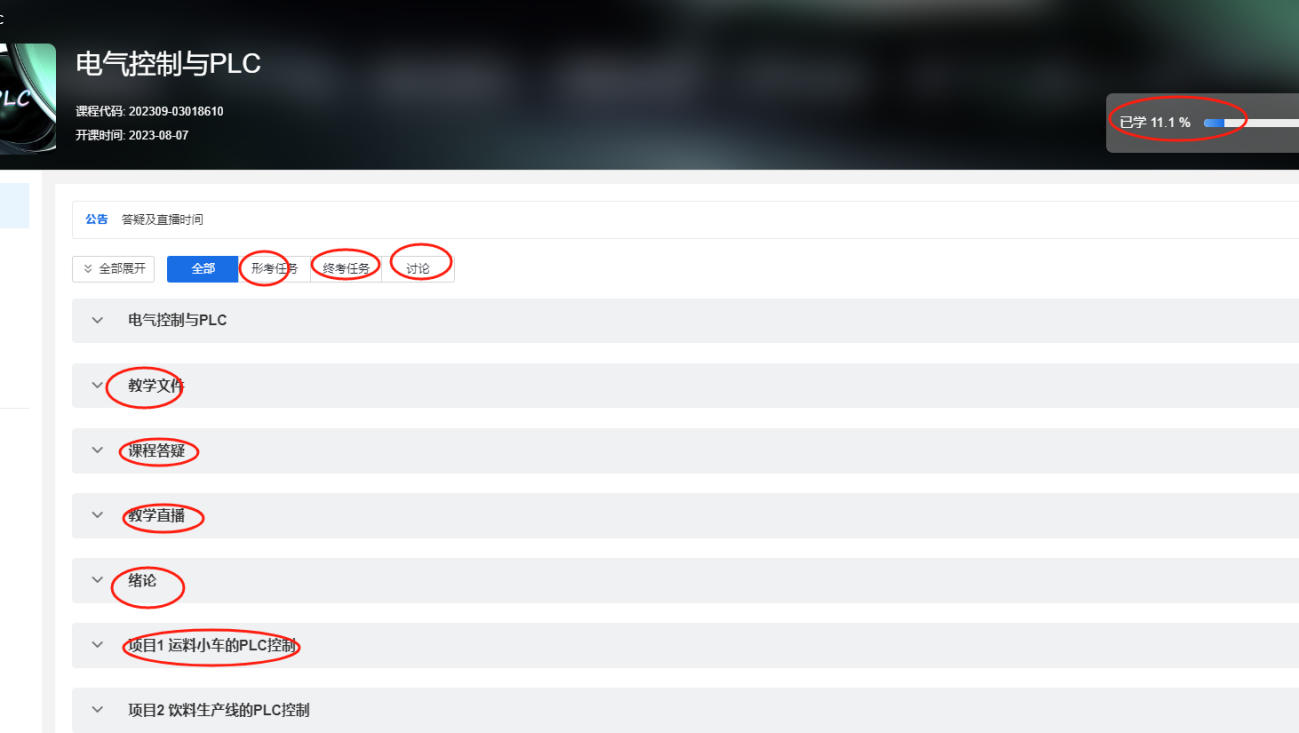 电气控制与PLC
PLC
课程代码: 202309-03018610
开课时间: 2023-08-07
已学 11.1 %
公告 答疑及直播时间
全部展开 全部 形考任务 终考任务 讨论
电气控制与PLC
教学文件
课程答疑
教学直播
绪论
项目1 运料小车的PLC控制
项目2 饮料生产线的PLC控制